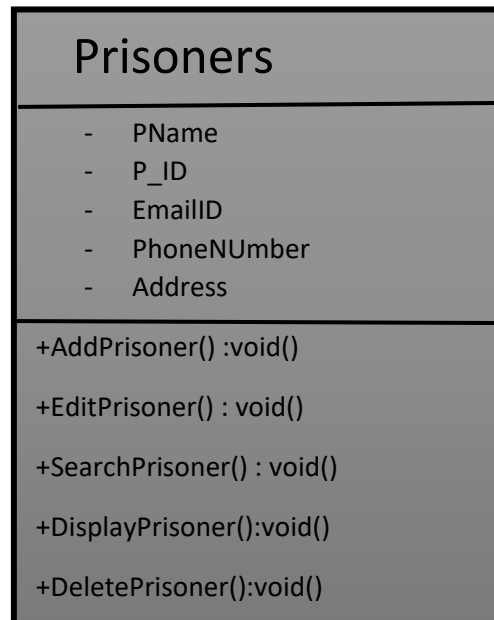 Prisoners
- PName
- P_ID
- EmailID
- PhoneNUmber
- Address
+AddPrisoner() :void()
+EditPrisoner() : void()
+SearchPrisoner() : void()
+DisplayPrisoner():void()
+DeletePrisoner():void()